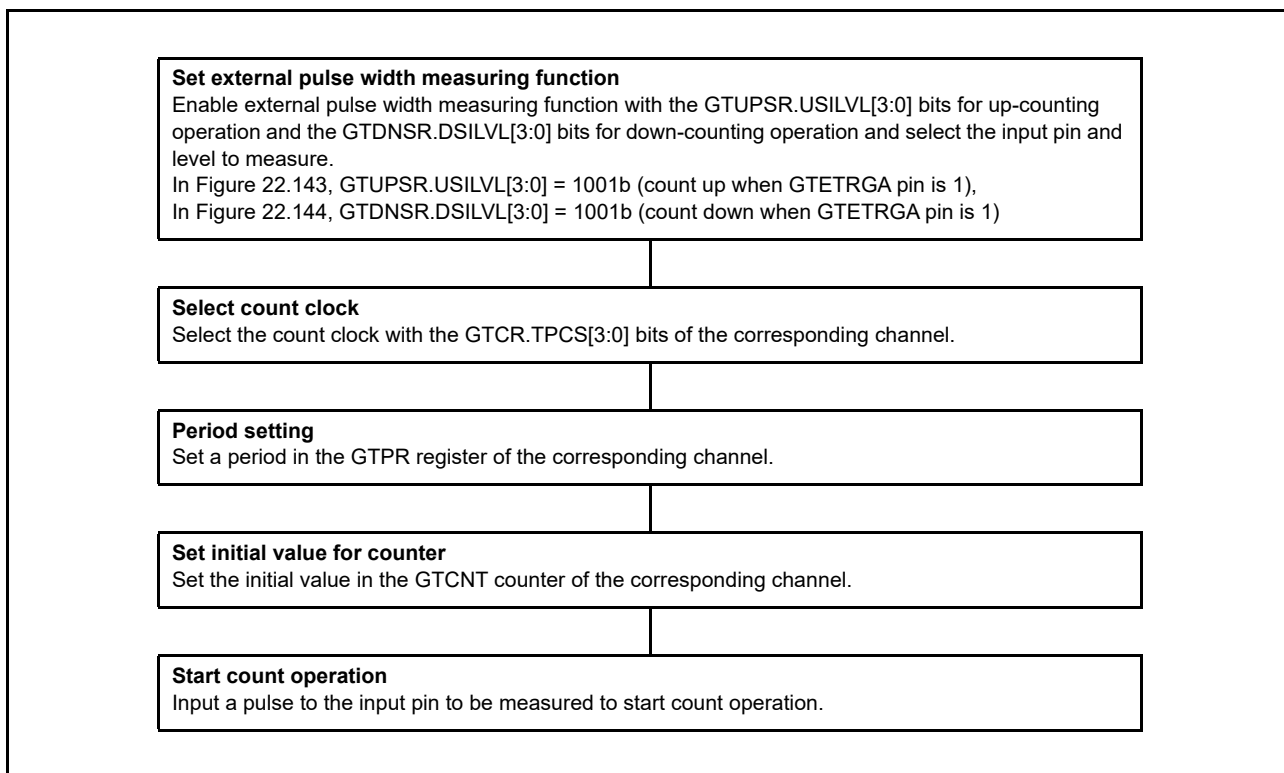 Set external pulse width measuring function
Enable external pulse width measuring function with the GTUPSR.USILVL[3:0] bits for up-counting
operation and the GTDNSR.DSILVL[3:0] bits for down-counting operation and select the input pin and
level to measure.
In Figure 22.143, GTUPSR.USILVL[3:0] = 1001b (count up when GTETRGA pin is 1),
In Figure 22.144, GTDNSR.DSILVL[3:0] = 1001b (count down when GTETRGA pin is 1)
Select count clock
Select the count clock with the GTCR.TPCS[3:0] bits of the corresponding channel.
Period setting
Set a period in the GTPR register of the corresponding channel.
Set initial value for counter
Set the initial value in the GTCNT counter of the corresponding channel.
Start count operation
Input a pulse to the input pin to be measured to start count operation.